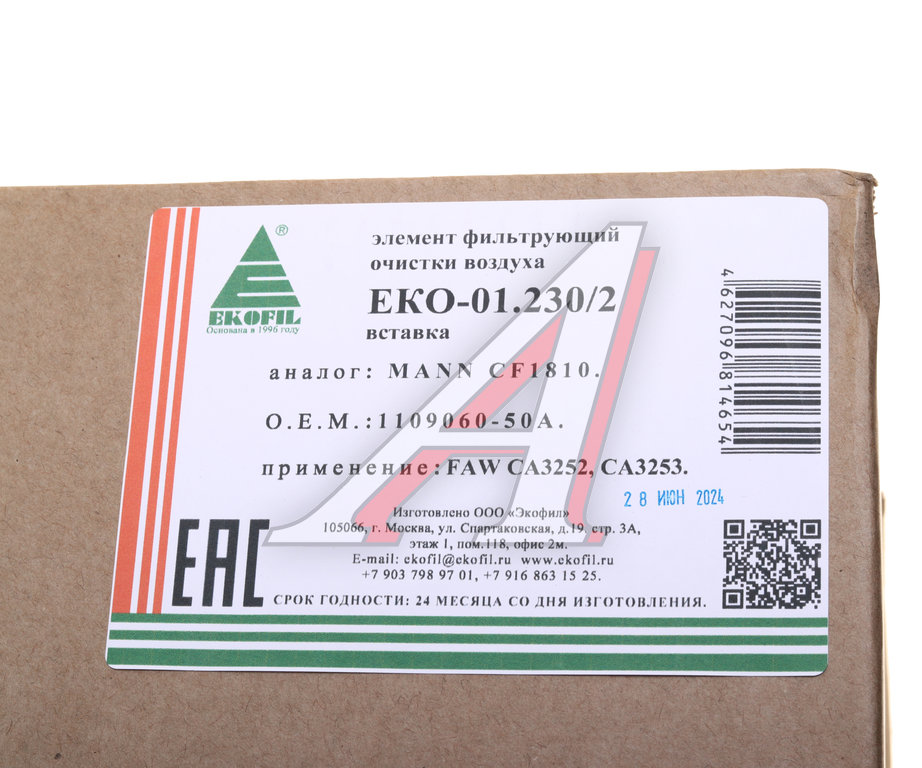 ®
EKOFIL
Основана в 1996 году
элемент фильтрующий
очистки воздуха
ЕКО-01.230/2
вставка
аналог: MANN CF1810.
O.E.M.:1109060-50A.
применение: FAW CA3252, CA3253.
28 ИЮН 2024
4627096814654
Изготовлено ООО «Экофил»
105066, г. Москва, ул. Спартаковская, д.19, стр. 3А,
этаж 1, пом.118, офис 2м.
E-mail: ekofil@ekofil.ru www.ekofil.ru
+7 903 798 97 01, +7 916 863 15 25.
ЕАС
СРОК ГОДНОСТИ: 24 МЕСЯЦА СО ДНЯ ИЗГОТОВЛЕНИЯ.